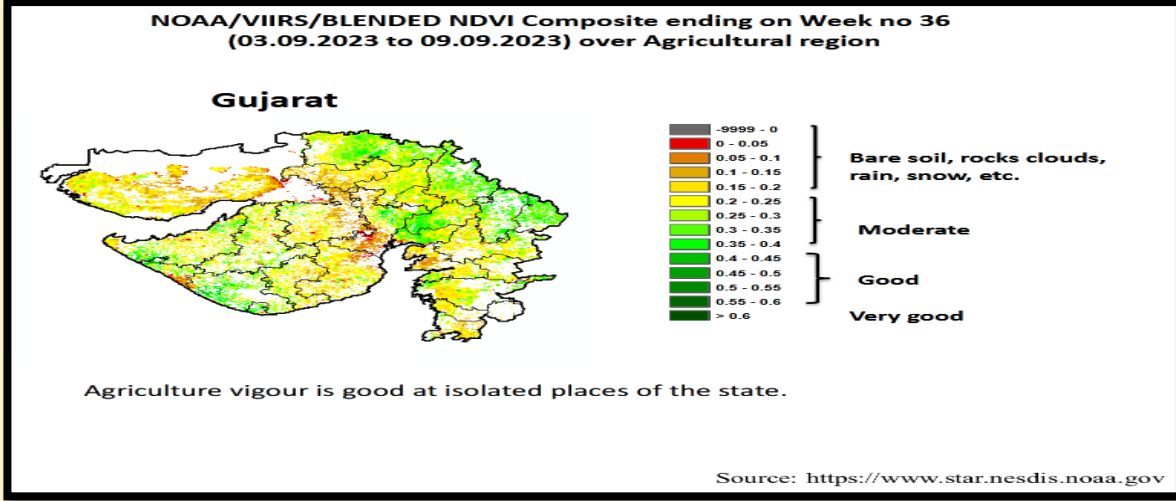 NOAA/VIIRS/BLENDED NDVI Composite ending on Week no 36
(03.09.2023 to 09.09.2023) over Agricultural region
Gujarat
-9999 - 0
0 - 0.05
0.05 - 0.1
0.1 - 0.15
0.15 - 0.2
0.2 - 0.25
0.25 - 0.3
0.3 - 0.35
0.35 - 0.4
0.4 - 0.45
0.45 - 0.5
0.5 - 0.55
0.55 - 0.6
> 0.6
Bare soil, rocks clouds,
rain, snow, etc.
Moderate
Good
Very good
Agriculture vigour is good at isolated places of the state.
Source: https://www.star.nesdis.noaa.gov